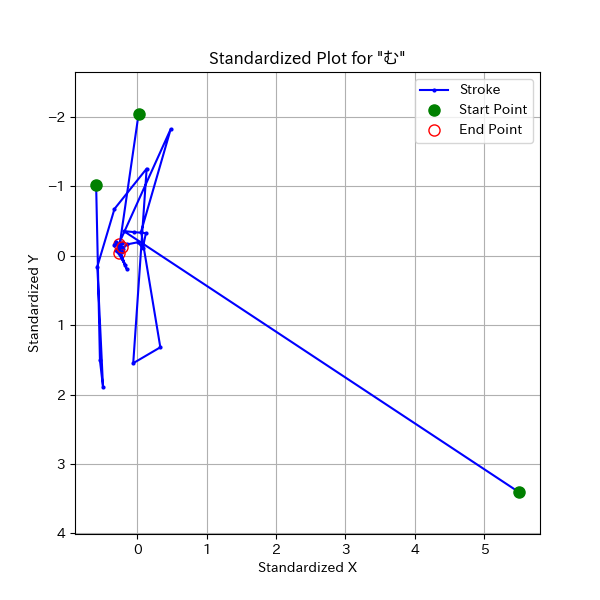 Standardized Plot for "む"
Stroke
Start Point
End Point
−2
−1
0
1
2
3
4
Standardized Y
0
1
2
3
4
5
Standardized X